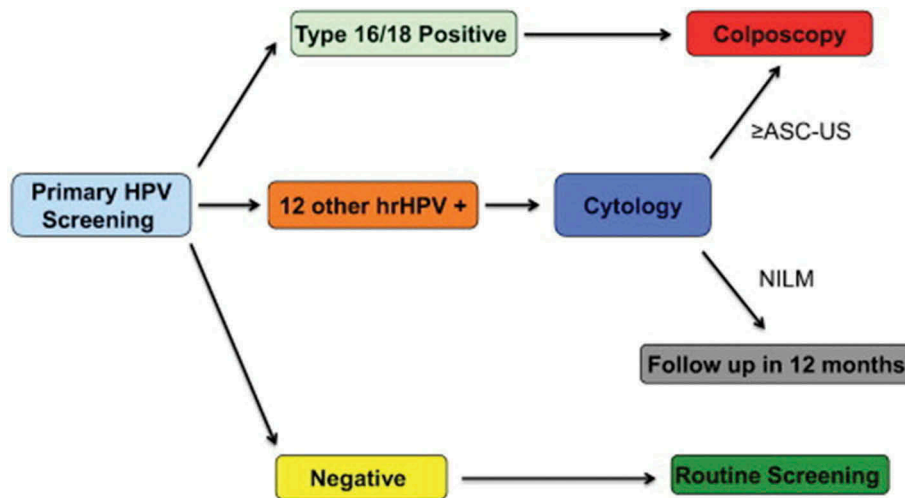 Type 16/18 Positive
Colposcopy
≥ASC-US
Primary HPV
Screening
12 other hrHPV +
Cytology
NILM
Follow up in 12 months
Negative
Routine Screening